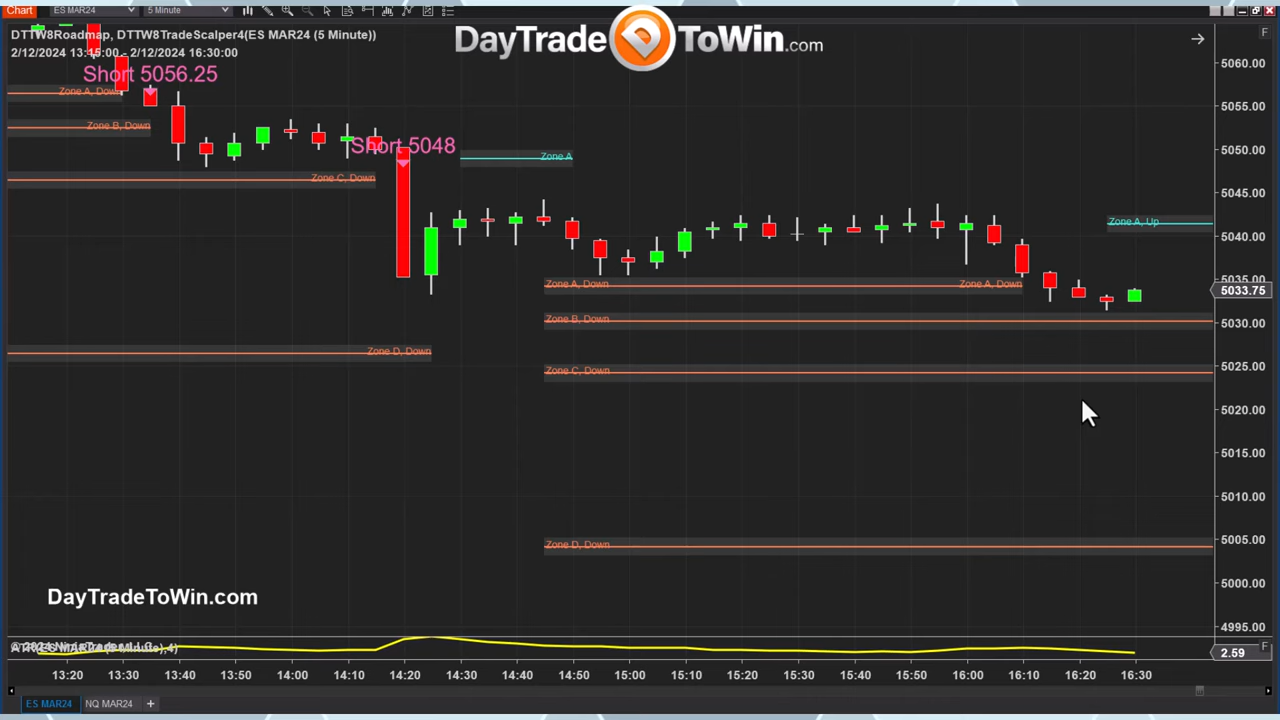 Chart ES MAR24 5 Minute
DTTW8Roadmap, DTTW8TradeScalper4(ES MAR24 (5 Minute))
2/12/2024 13:15:00 - 2/12/2024 16:30:00
DayTradeToWin.com
F
5060.00
Short 5056.25
Zone A, Down
5055.00
Zone B, Down
5050.00
Short 5048
Zone A
Zone C, Down
5045.00
Zone A, Up
5040.00
5035.00
Zone A, Down
Zone A, Down
5033.75
Zone B, Down
5030.00
Zone D, Down
Zone C, Down
5025.00
5020.00
5015.00
5010.00
5005.00
Zone D, Down
5000.00
DayTradeToWin.com
4995.00
F
2.59
13:20 13:30 13:40 13:50 14:00 14:10 14:20 14:30 14:40 14:50 15:00 15:10 15:20 15:30 15:40 15:50 16:00 16:10 16:20 16:30
ES MAR24 NQ MAR24 +